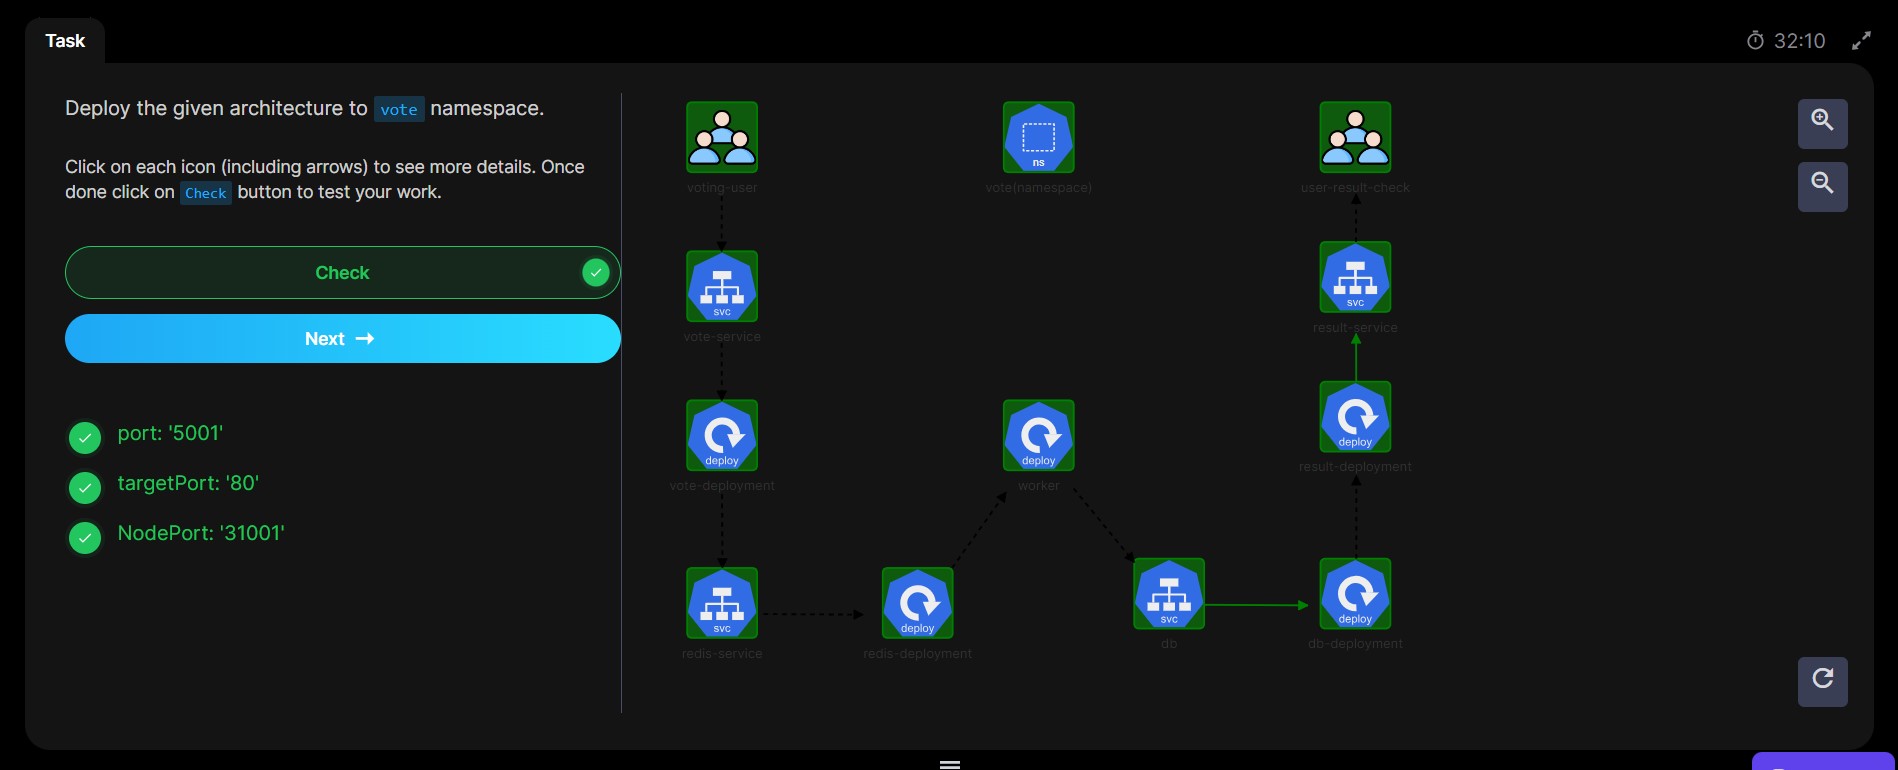 Task
32:10
Deploy the given architecture to vote namespace.
Click on each icon (including arrows) to see more details. Once
done click on Check button to test your work.
Check
Next →
port: '5001'
targetPort: '80'
NodePort: '31001'
voting-user
ns
vote(namespace)
user-result-check
svc
vote-service
svc
result-service
deploy
vote-deployment
deploy
worker
deploy
result-deployment
svc
redis-service
deploy
redis-deployment
svc
db
deploy
db-deployment